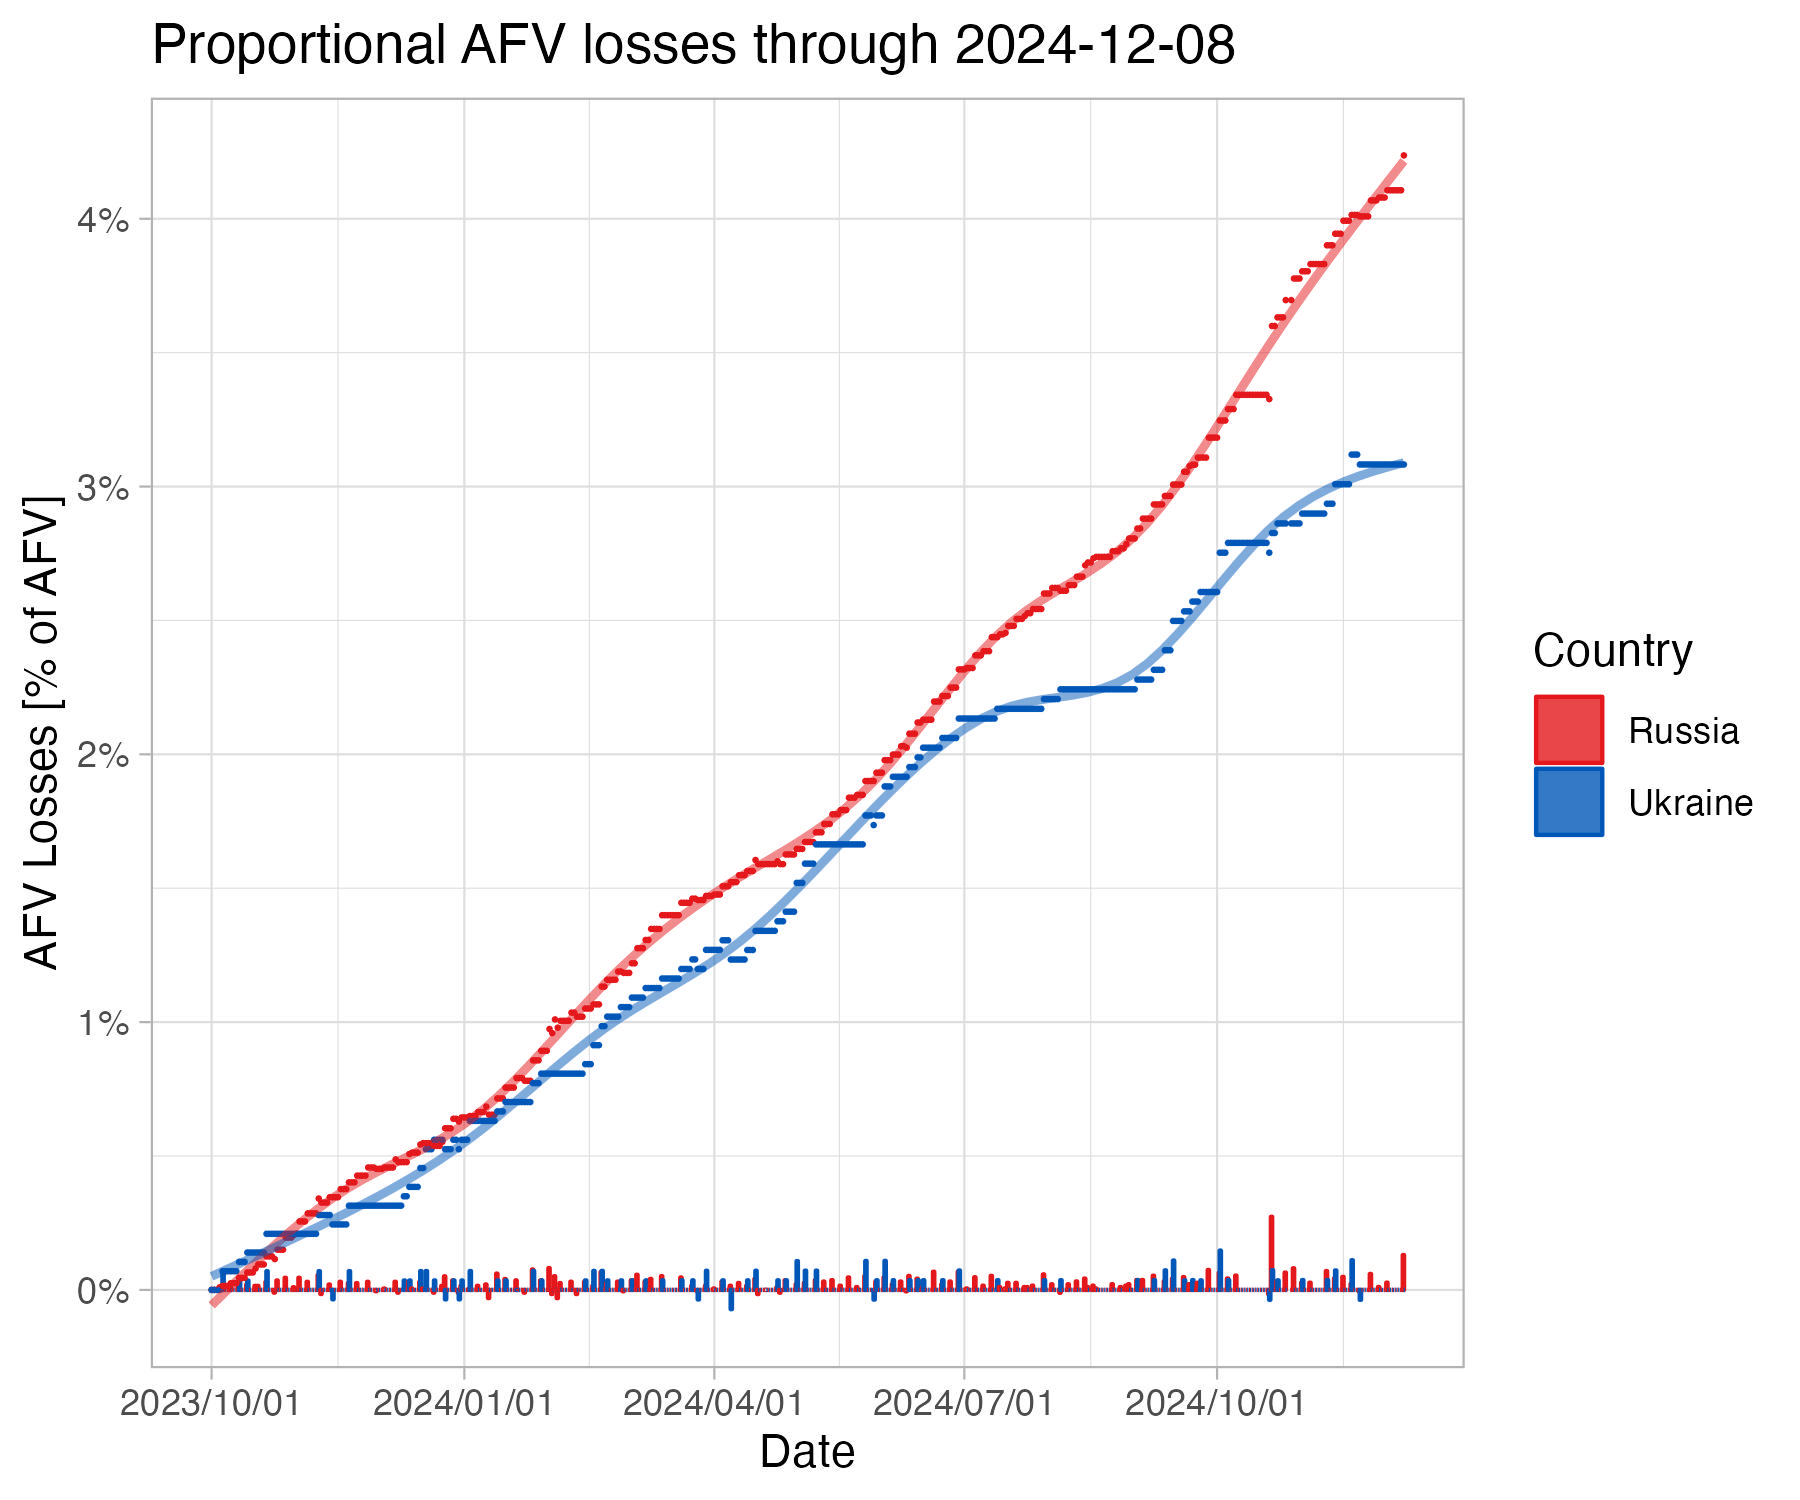 Proportional AFV losses through 2024-12-08
AFV Losses [% of AFV]
4%
3%
2%
1%
0%
2023/10/01
2024/01/01
2024/04/01
2024/07/01
2024/10/01
Date
Country
Russia
Ukraine